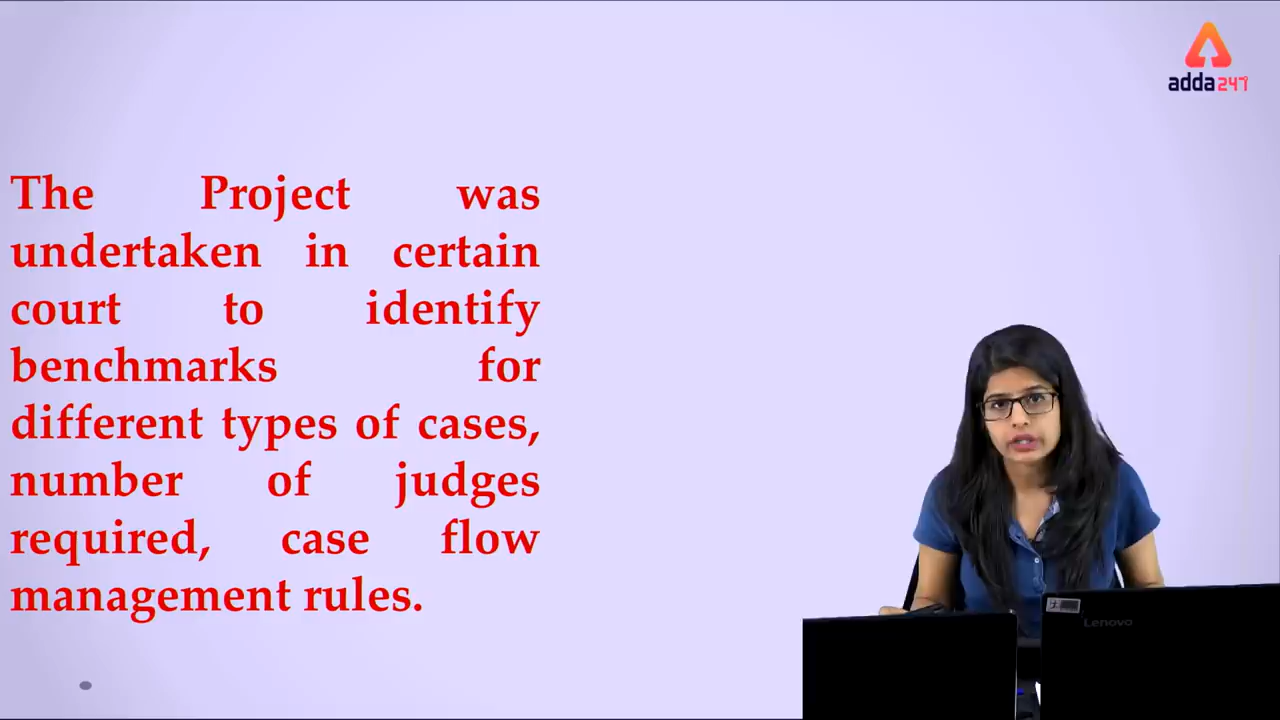 adda247
The Project was
undertaken in certain
court to identify
benchmarks for
different types of cases,
number of judges
required, case flow
management rules.
Lenovo